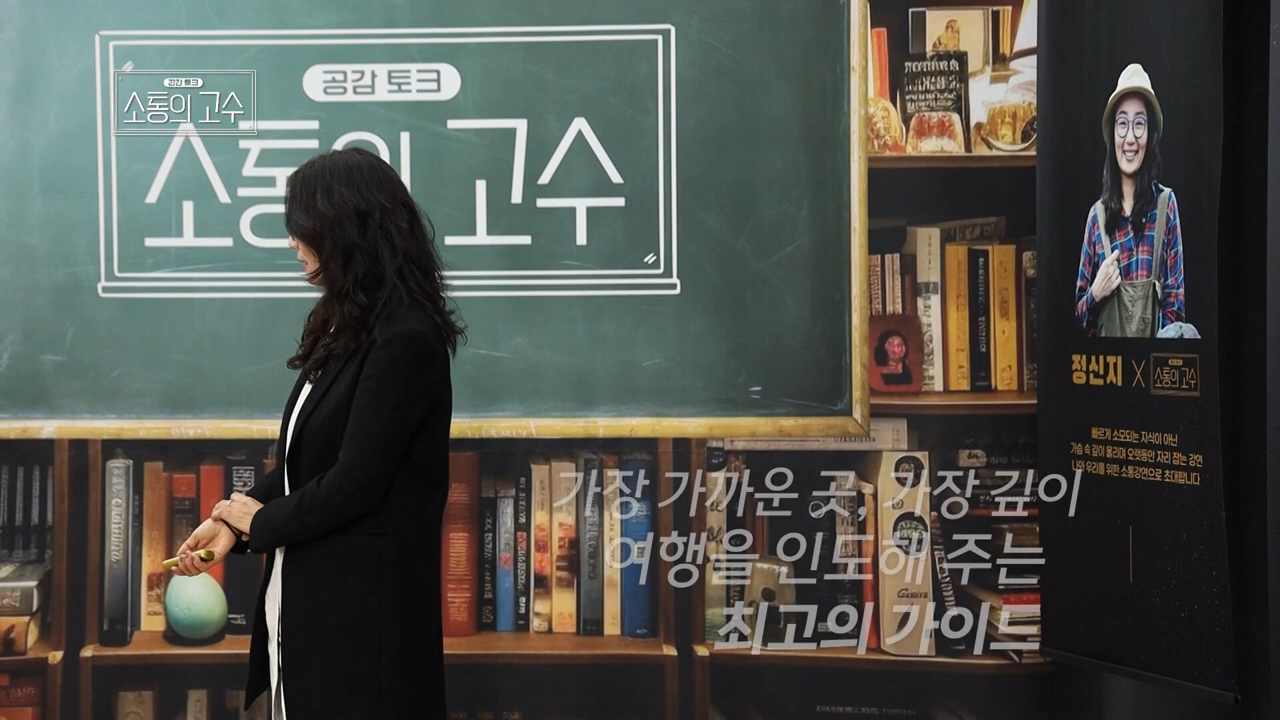 공감 토크
소통의 고수
공감 토크
소통의 고수
정신지 X 소통의 고수
빠르게 소모되는 지식이 아닌
가슴 속 깊이 울리며 오랫동안 자리 잡는 강연
나와 우리를 위한 소통강연으로 초대합니다
가장 가까운 곳, 가장 깊이
여행을 인도해 주는
최고의 가이드